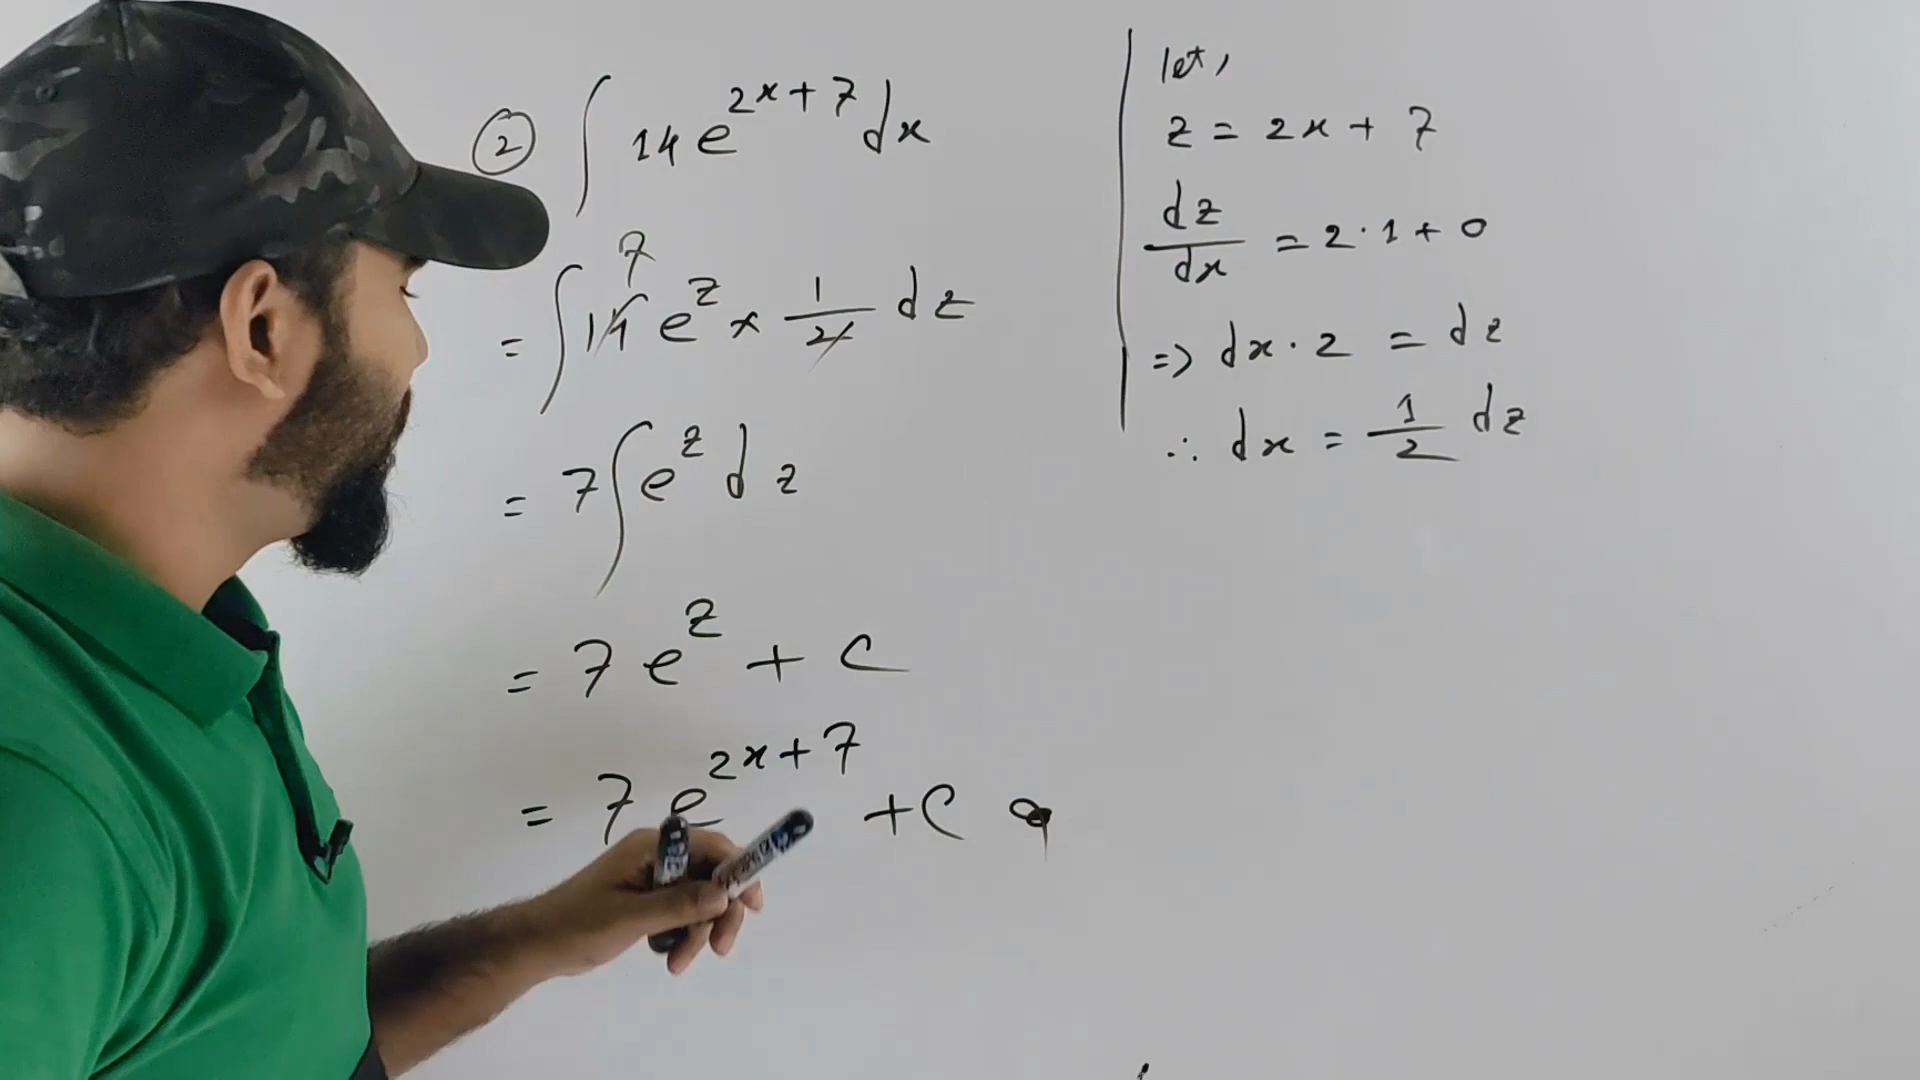 ② ∫ 14 e^{2x+7} dx
= ∫ 14 7 e^z × 1/2 dz
= 7 ∫ e^z dz
= 7 e^z + C
= 7 e^{2x+7} + C
let,
z = 2x + 7
dz/dx = 2·1 + 0
=> dx·2 = dz
∴ dx = 1/2 dz